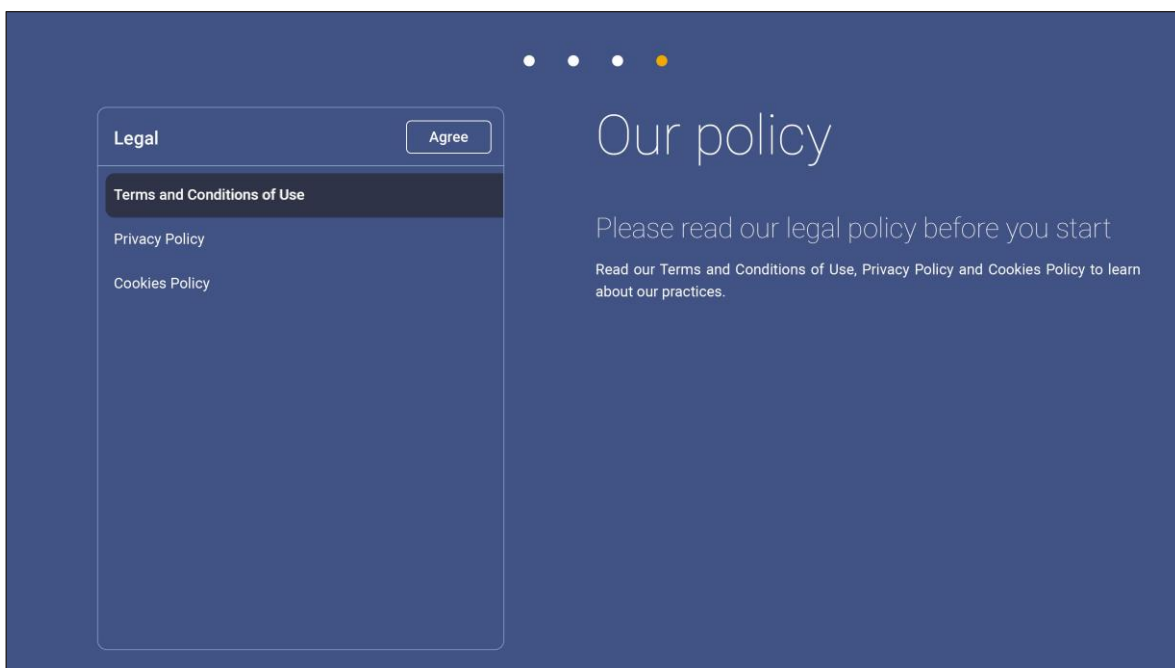 Legal
Agree
Terms and Conditions of Use
Privacy Policy
Cookies Policy
Our policy
Please read our legal policy before you start
Read our Terms and Conditions of Use, Privacy Policy and Cookies Policy to learn
about our practices.